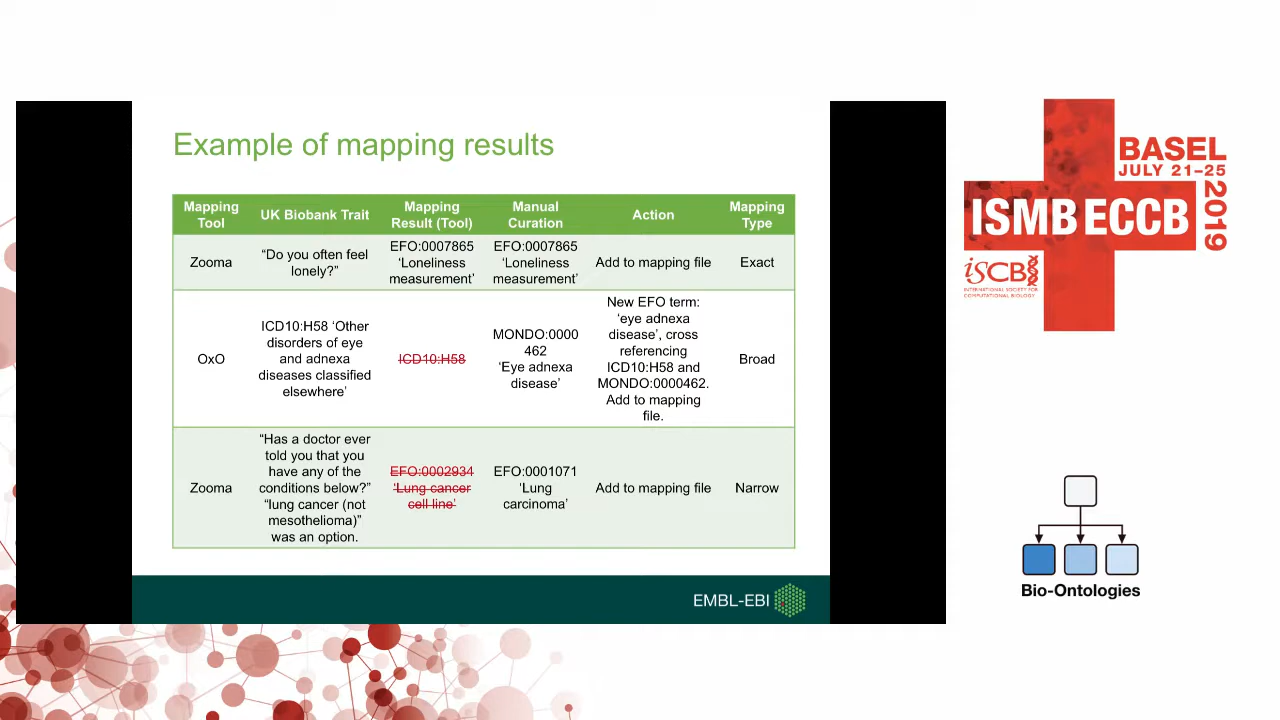 Example of mapping results
Mapping
Tool
UK Biobank Trait
Mapping
Result (Tool)
Manual
Curation
Action
Mapping
Type
Zooma
“Do you often feel
lonely?”
EFO:0007865
‘Loneliness
measurement’
EFO:0007865
‘Loneliness
measurement’
Add to mapping file
Exact
OxO
ICD10:H58 ‘Other
disorders of eye
and adnexa
diseases classified
elsewhere’
ICD10:H58
MONDO:0000
462
‘Eye adnexa
disease’
New EFO term:
‘eye adnexa
disease’, cross
referencing
ICD10:H58 and
MONDO:0000462.
Add to mapping
file.
Broad
Zooma
“Has a doctor ever
told you that you
have any of the
conditions below?”
“lung cancer (not
mesothelioma)”
was an option.
EFO:0002934
‘Lung cancer
cell line’
EFO:0001071
‘Lung
carcinoma’
Add to mapping file
Narrow
EMBL-EBI
BASEL
JULY 21–25
2019
ISMB ECCB
iSCB
INTERNATIONAL SOCIETY FOR
COMPUTATIONAL BIOLOGY
Bio-Ontologies